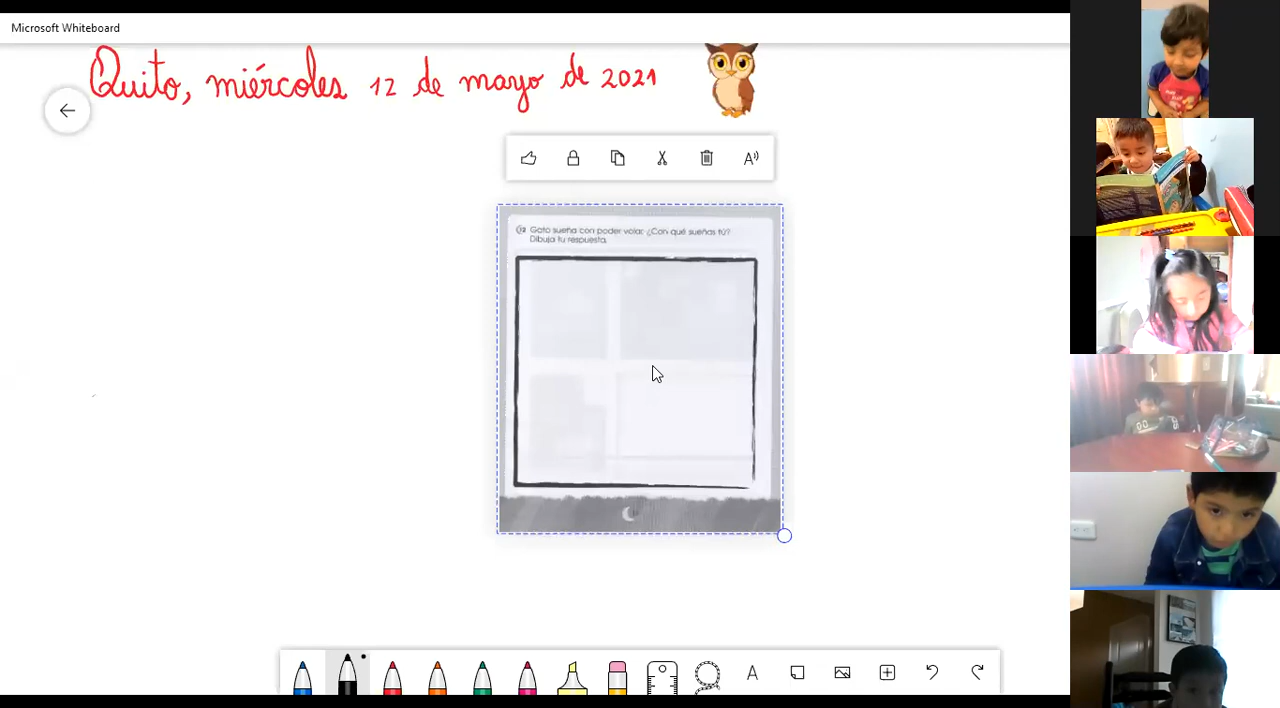 Microsoft Whiteboard
Quito, miércoles 12 de mayo de 2021
Gato sueña con poder volar. ¿Con qué sueñas tú?
Dibuja tu respuesta.